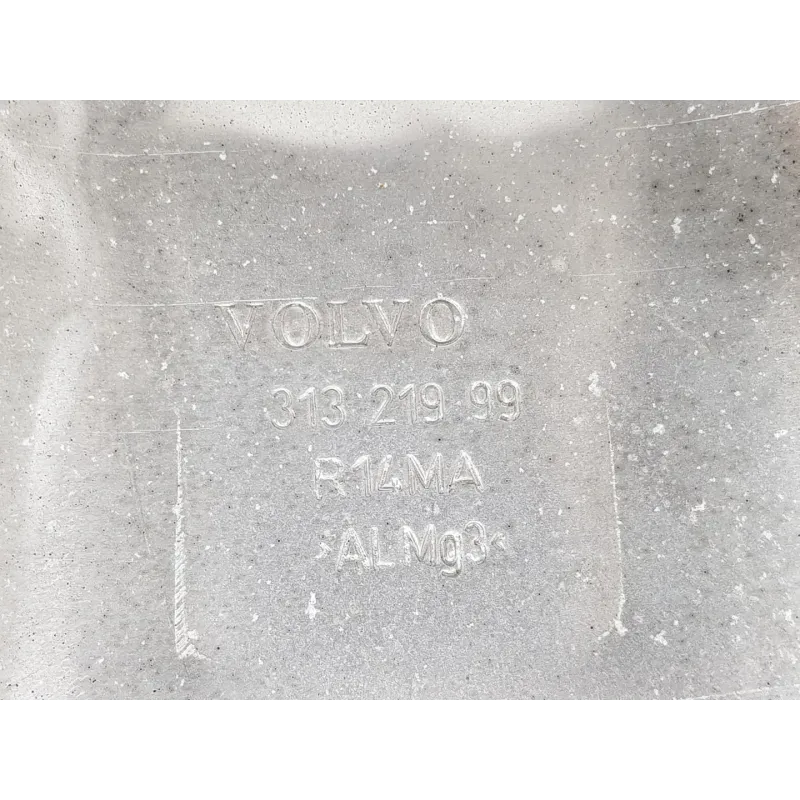 VOLVO
313 219 99
R14MA
>ALMg3<